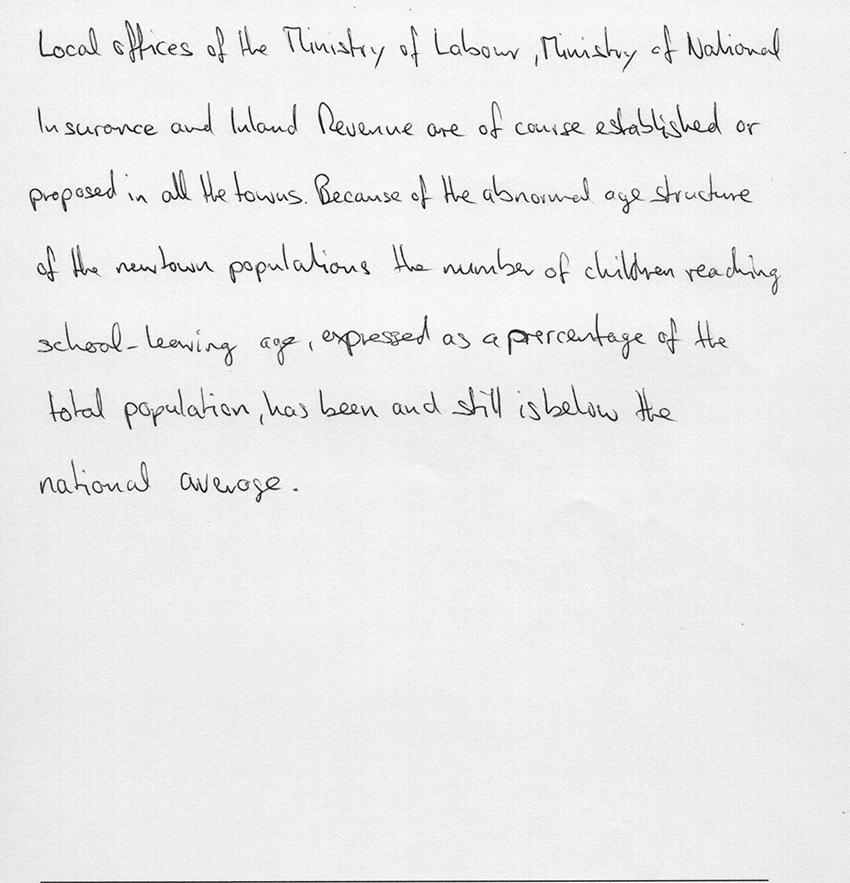 Local offices of the Ministry of Labour, Ministry of National
Insurance and Inland Revenue are of course established or
proposed in all the towns. Because of the abnormal age structure
of the newtown populations the number of children reaching
school-leaving age, expressed as a prercentage of the
total population, has been and still is below the
national average.